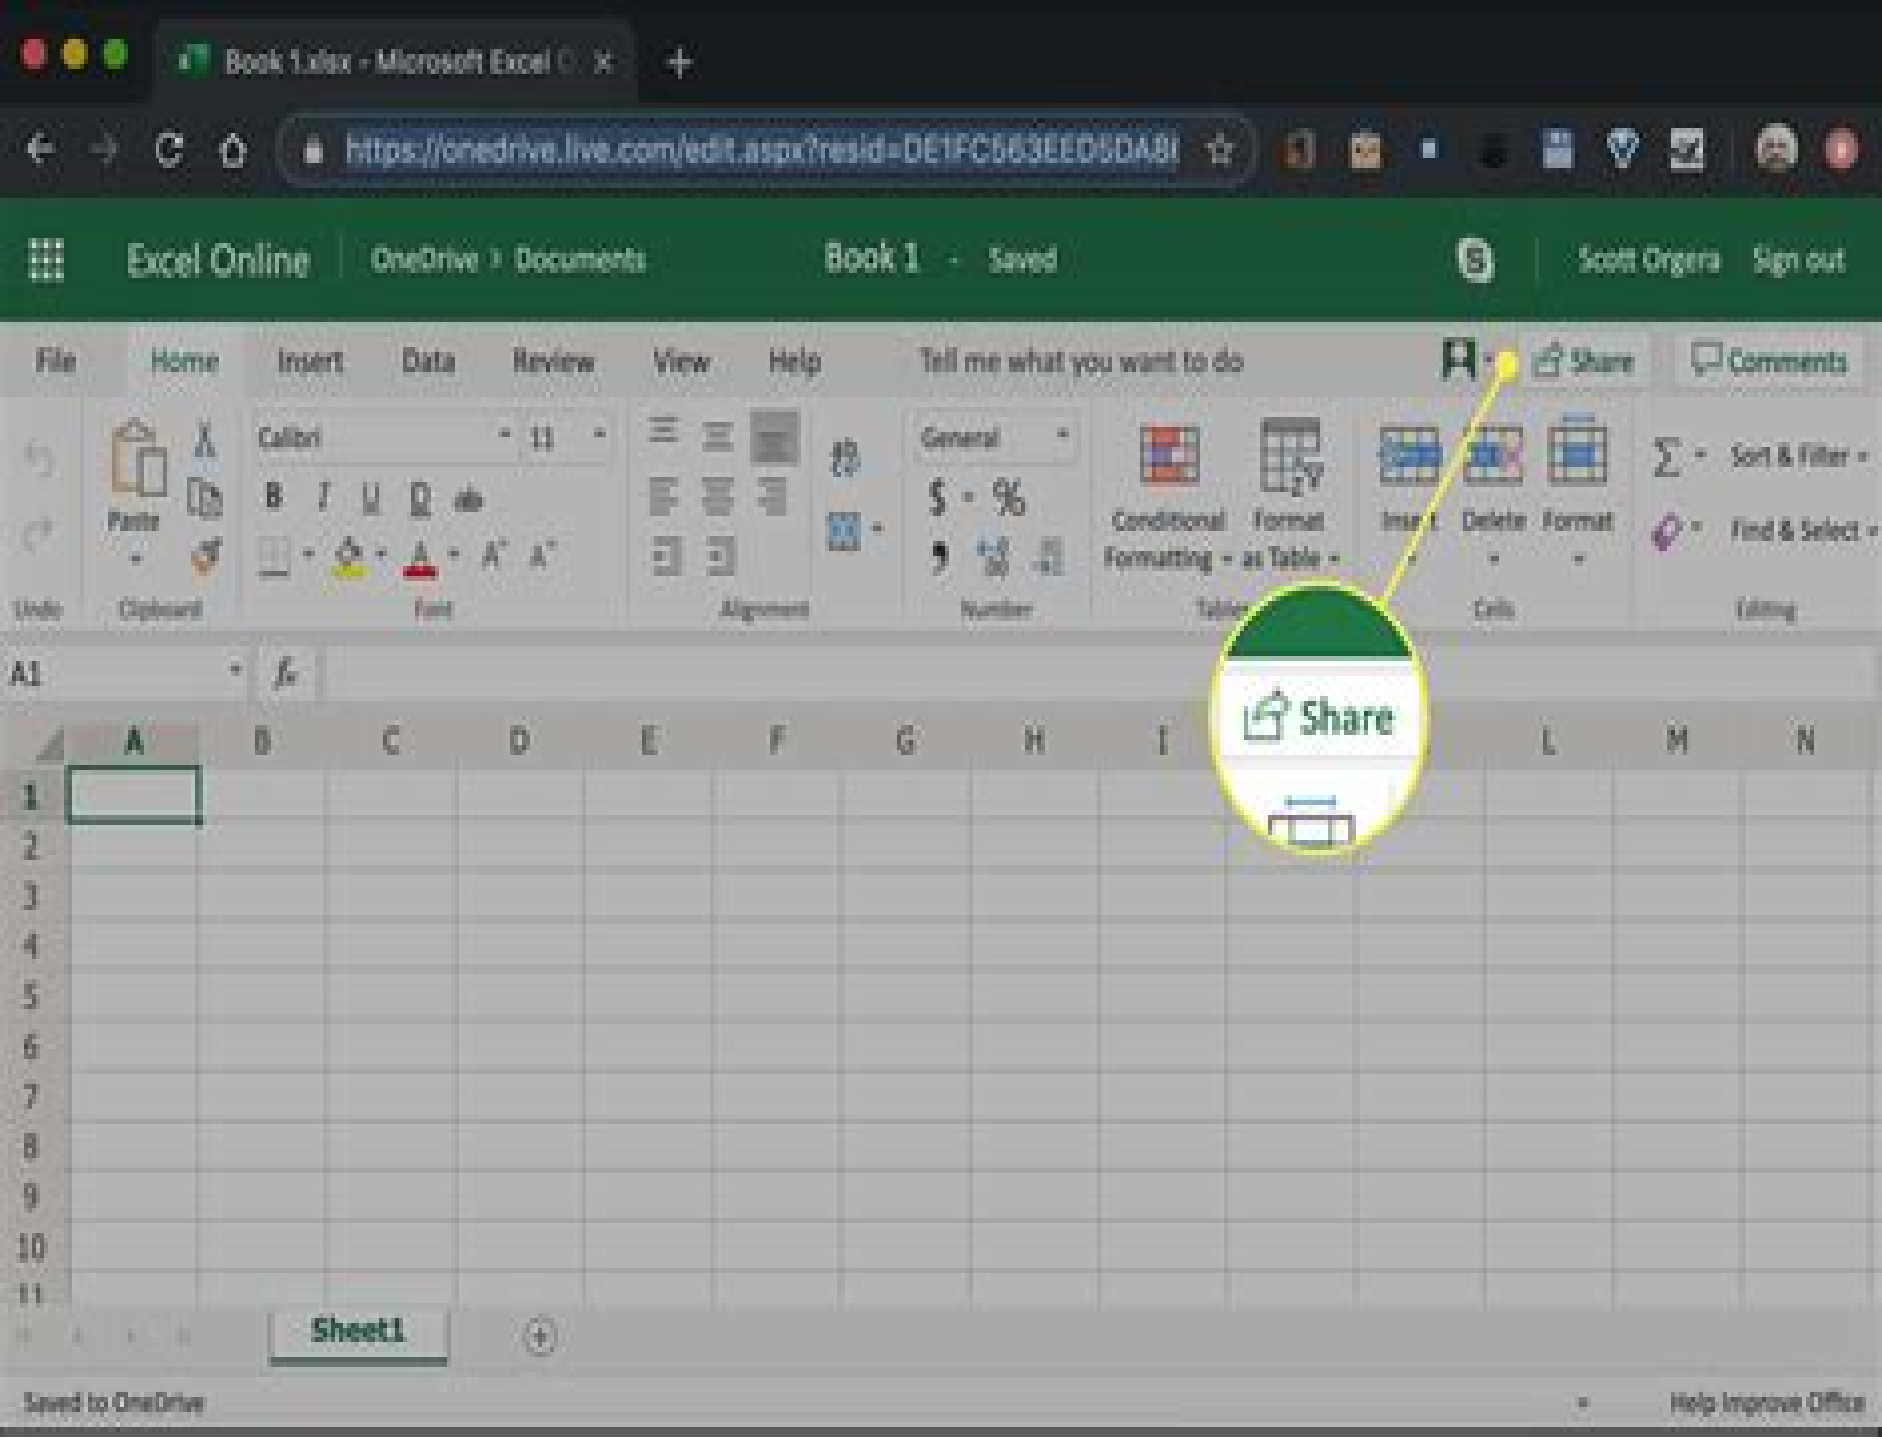 Book 1.xlsx - Microsoft Excel
https://onedrive.live.com/edit.aspx?resid=DE1FC563EED5DA8
Excel Online OneDrive › Documents Book 1 - Saved Scott Orgera Sign out
File Home Insert Data Review View Help Tell me what you want to do Share Comments
Calibri 11 General Sort & Filter
B I U D ab $ %
Paste Conditional Format Insert Delete Format Find & Select
Formatting as Table
Undo Clipboard Font Alignment Number Tables Cells Editing
A1 fx
Share
A B C D E F G H I L M N
1
2
3
4
5
6
7
8
9
10
11
Sheet1
Saved to OneDrive Help Improve Office